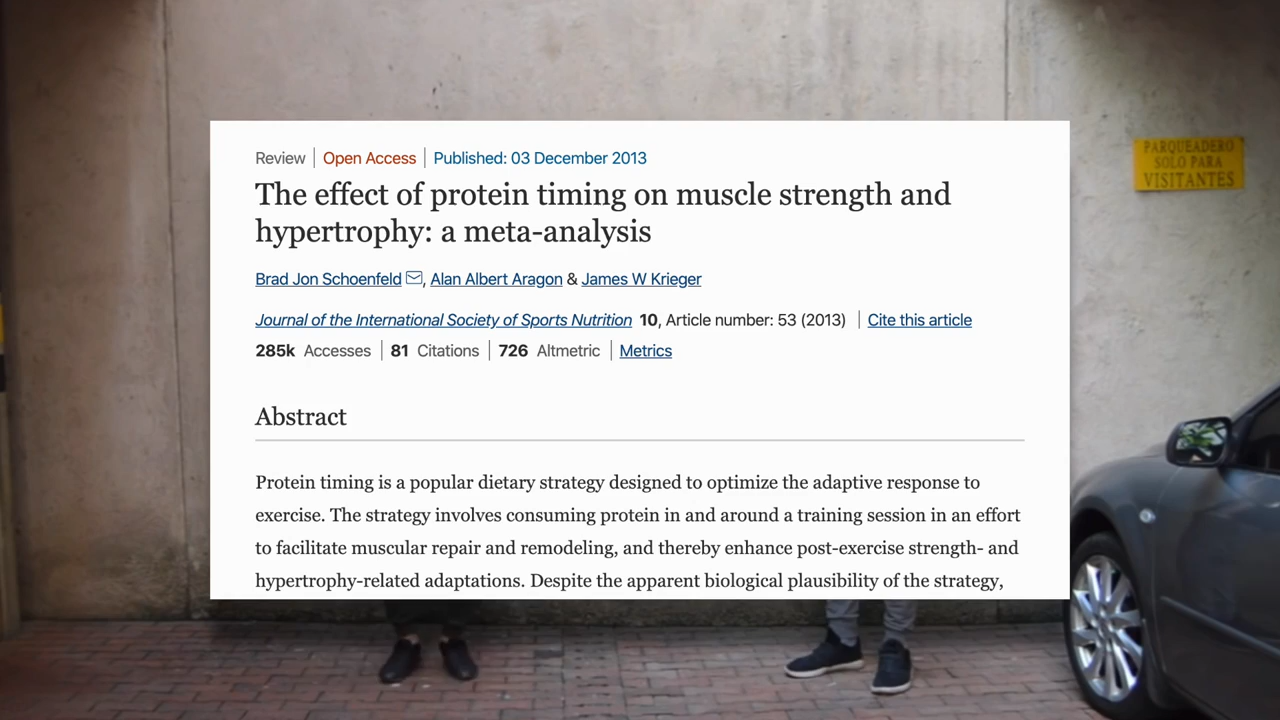 Review | Open Access | Published: 03 December 2013
The effect of protein timing on muscle strength and
hypertrophy: a meta-analysis
Brad Jon Schoenfeld, Alan Albert Aragon & James W Krieger
Journal of the International Society of Sports Nutrition 10, Article number: 53 (2013) | Cite this article
285k Accesses | 81 Citations | 726 Altmetric | Metrics
Abstract
Protein timing is a popular dietary strategy designed to optimize the adaptive response to
exercise. The strategy involves consuming protein in and around a training session in an effort
to facilitate muscular repair and remodeling, and thereby enhance post-exercise strength- and
hypertrophy-related adaptations. Despite the apparent biological plausibility of the strategy,
PARQUEADERO
SOLO PARA
VISITANTES